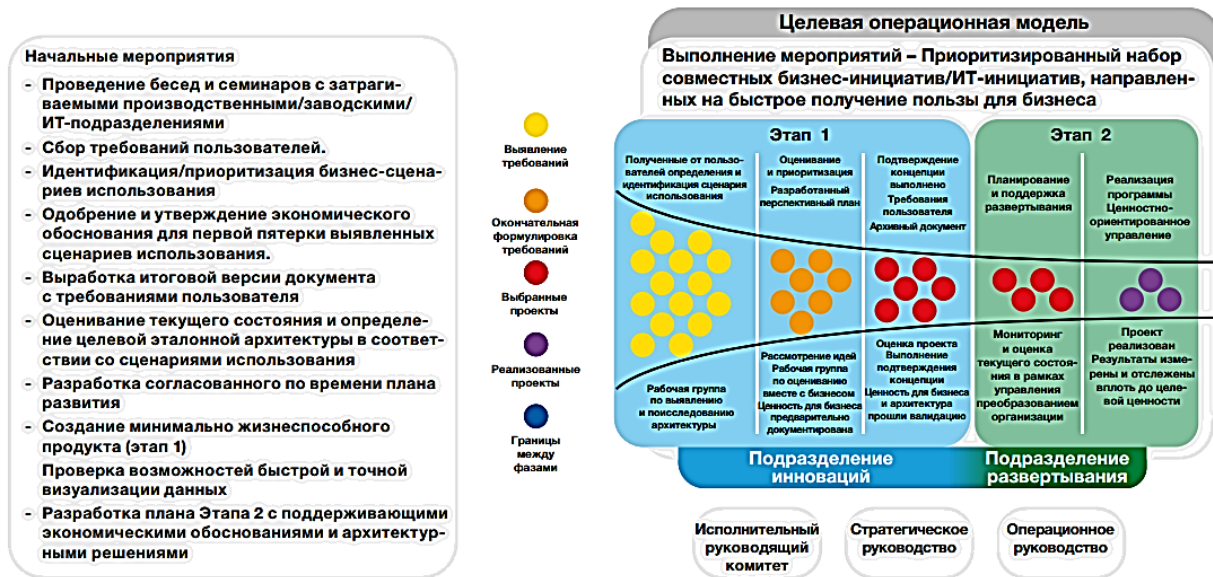 Начальные мероприятия
- Проведение бесед и семинаров с затраги-
ваемыми производственными/заводскими/
ИТ-подразделениями
- Сбор требований пользователей.
- Идентификация/приоритизация бизнес-сцена-
риев использования
- Одобрение и утверждение экономического
обоснования для первой пятерки выявленных
сценариев использования.
- Выработка итоговой версии документа
с требованиями пользователя
- Оценивание текущего состояния и определе-
ние целевой эталонной архитектуры в соответ-
ствии со сценариями использования
- Разработка согласованного по времени плана
развития
- Создание минимально жизнеспособного
продукта (этап 1)
Проверка возможностей быстрой и точной
визуализации данных
- Разработка плана Этапа 2 с поддерживающими
экономическими обоснованиями и архитектур-
ными решениями
Выявление
требований
Окончательная
формулировка
требований
Выбранные
проекты
Реализованные
проекты
Границы
между
фазами
Целевая операционная модель
Выполнение мероприятий – Приоритизированный набор
совместных бизнес-инициатив/ИТ-инициатив, направлен-
ных на быстрое получение пользы для бизнеса
Этап 1
Полученные от пользо-
вателей определения и
идентификация сценария
использования
Оценивание
и приоритизация
Разработанный
перспективный план
Подтверждение
концепции
выполнено
Требования
пользователя
Архивный документ
Этап 2
Планирование
и поддержка
развертывания
Реализация
программы
Ценностно-
ориентированное
управление
Рабочая группа
по выявлению
и поисследованию
архитектуры
Рассмотрение идей
Рабочая группа
по оцениванию
вместе с бизнесом
Ценность для бизнеса
предварительно
документирована
Оценка проекта
Выполнение
подтверждения
концепции
Ценность для бизнеса
и архитектура
прошли валидацию
Мониторинг
и оценка
текущего состоя-
ния в рамках
управления
преобразованием
организации
Проект
реализован
Результаты изме-
рены и отслежены
вплоть до целе-
вой ценности
Подразделение
инноваций
Подразделение
развертывания
Исполнительный
руководящий
комитет
Стратегическое
руководство
Операционное
руководство